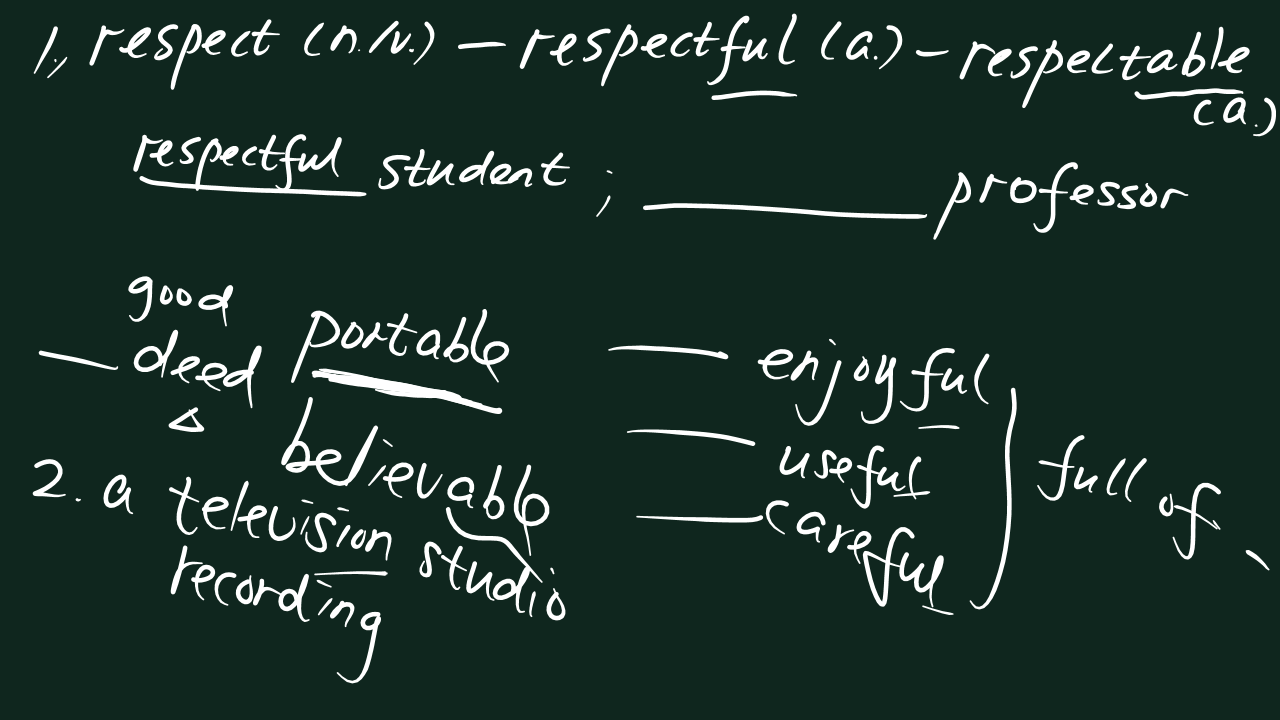 1., respect (n./v.) — respectful (a.) — respectable (a.)
respectful student ; ________ professor
good
— deed
portable
believable
— enjoyful
— useful
— careful
full of
2. a television studio
recording